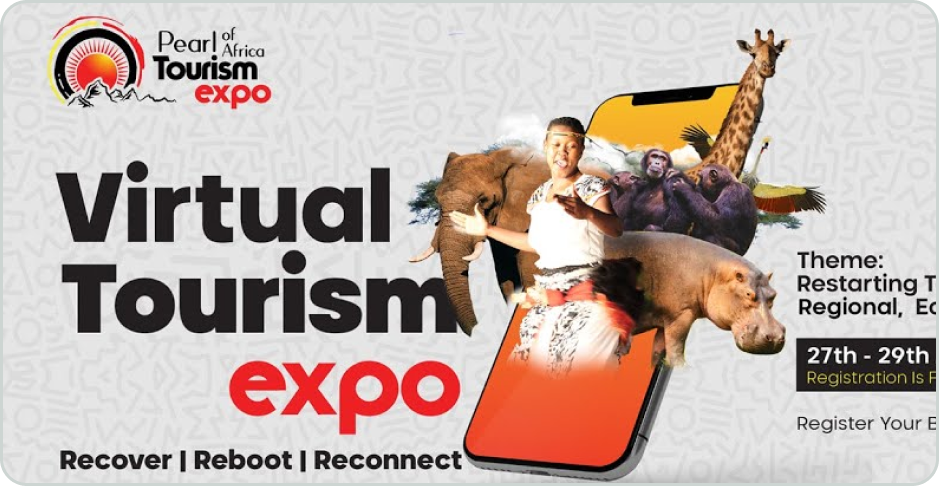 Pearl of Africa
Tourism
expo
Virtual
Tourism
expo
Recover | Reboot | Reconnect
Theme:
Restarting
Regional,
27th - 29th
Registration Is
Register Your